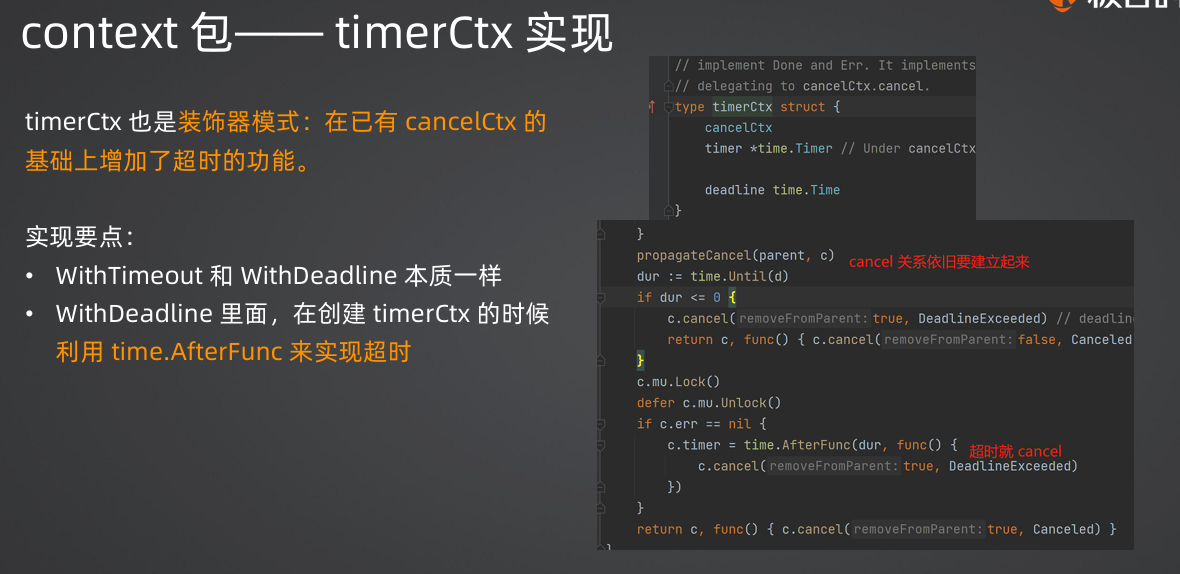 context 包—— timerCtx 实现
timerCtx 也是装饰器模式：在已有 cancelCtx 的
基础上增加了超时的功能。
实现要点：
• WithTimeout 和 WithDeadline 本质一样
• WithDeadline 里面，在创建 timerCtx 的时候
利用 time.AfterFunc 来实现超时
// implement Done and Err. It implements
// delegating to cancelCtx.cancel.
type timerCtx struct {
cancelCtx
timer *time.Timer // Under cancelCtx
deadline time.Time
}
}
propagateCancel(parent, c) cancel 关系依旧要建立起来
dur := time.Until(d)
if dur <= 0 {
c.cancel( removeFromParent: true, DeadlineExceeded) // deadlin
return c, func() { c.cancel( removeFromParent: false, Canceled
}
c.mu.Lock()
defer c.mu.Unlock()
if c.err == nil {
c.timer = time.AfterFunc(dur, func() { 超时就 cancel
c.cancel( removeFromParent: true, DeadlineExceeded)
})
}
return c, func() { c.cancel( removeFromParent: true, Canceled) }